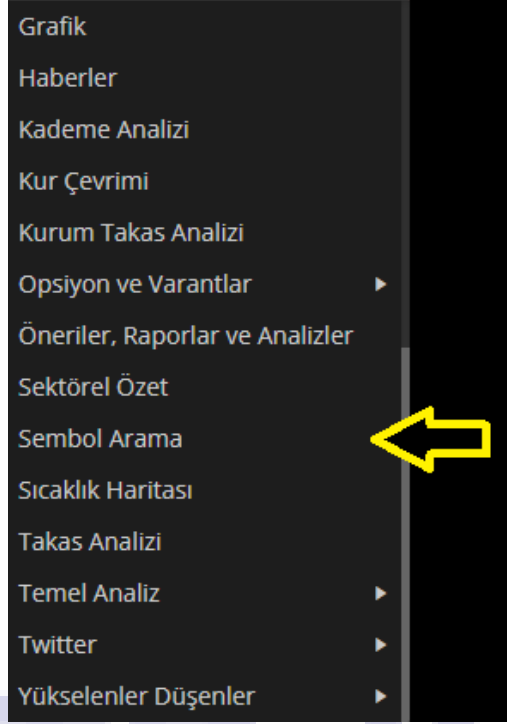 Grafik
Haberler
Kademe Analizi
Kur Çevrimi
Kurum Takas Analizi
Opsiyon ve Varantlar
Öneriler, Raporlar ve Analizler
Sektörel Özet
Sembol Arama
Sıcaklık Haritası
Takas Analizi
Temel Analiz
Twitter
Yükselenler Düşenler